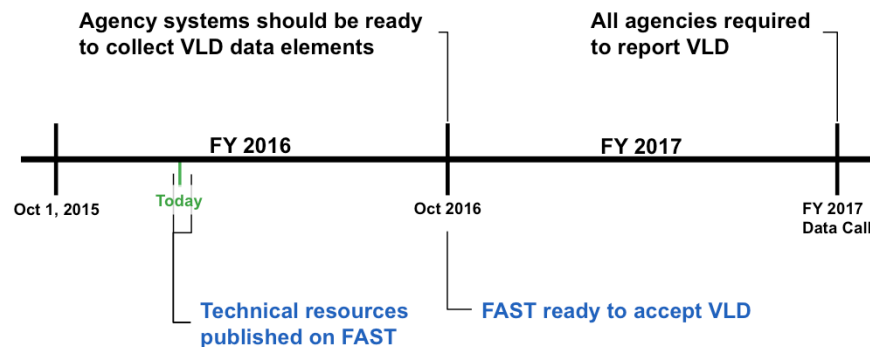 Agency systems should be ready
to collect VLD data elements
All agencies required
to report VLD
FY 2016
FY 2017
Today
Oct 1, 2015
Oct 2016
FY 2017
Data Call
Technical resources
published on FAST
FAST ready to accept VLD